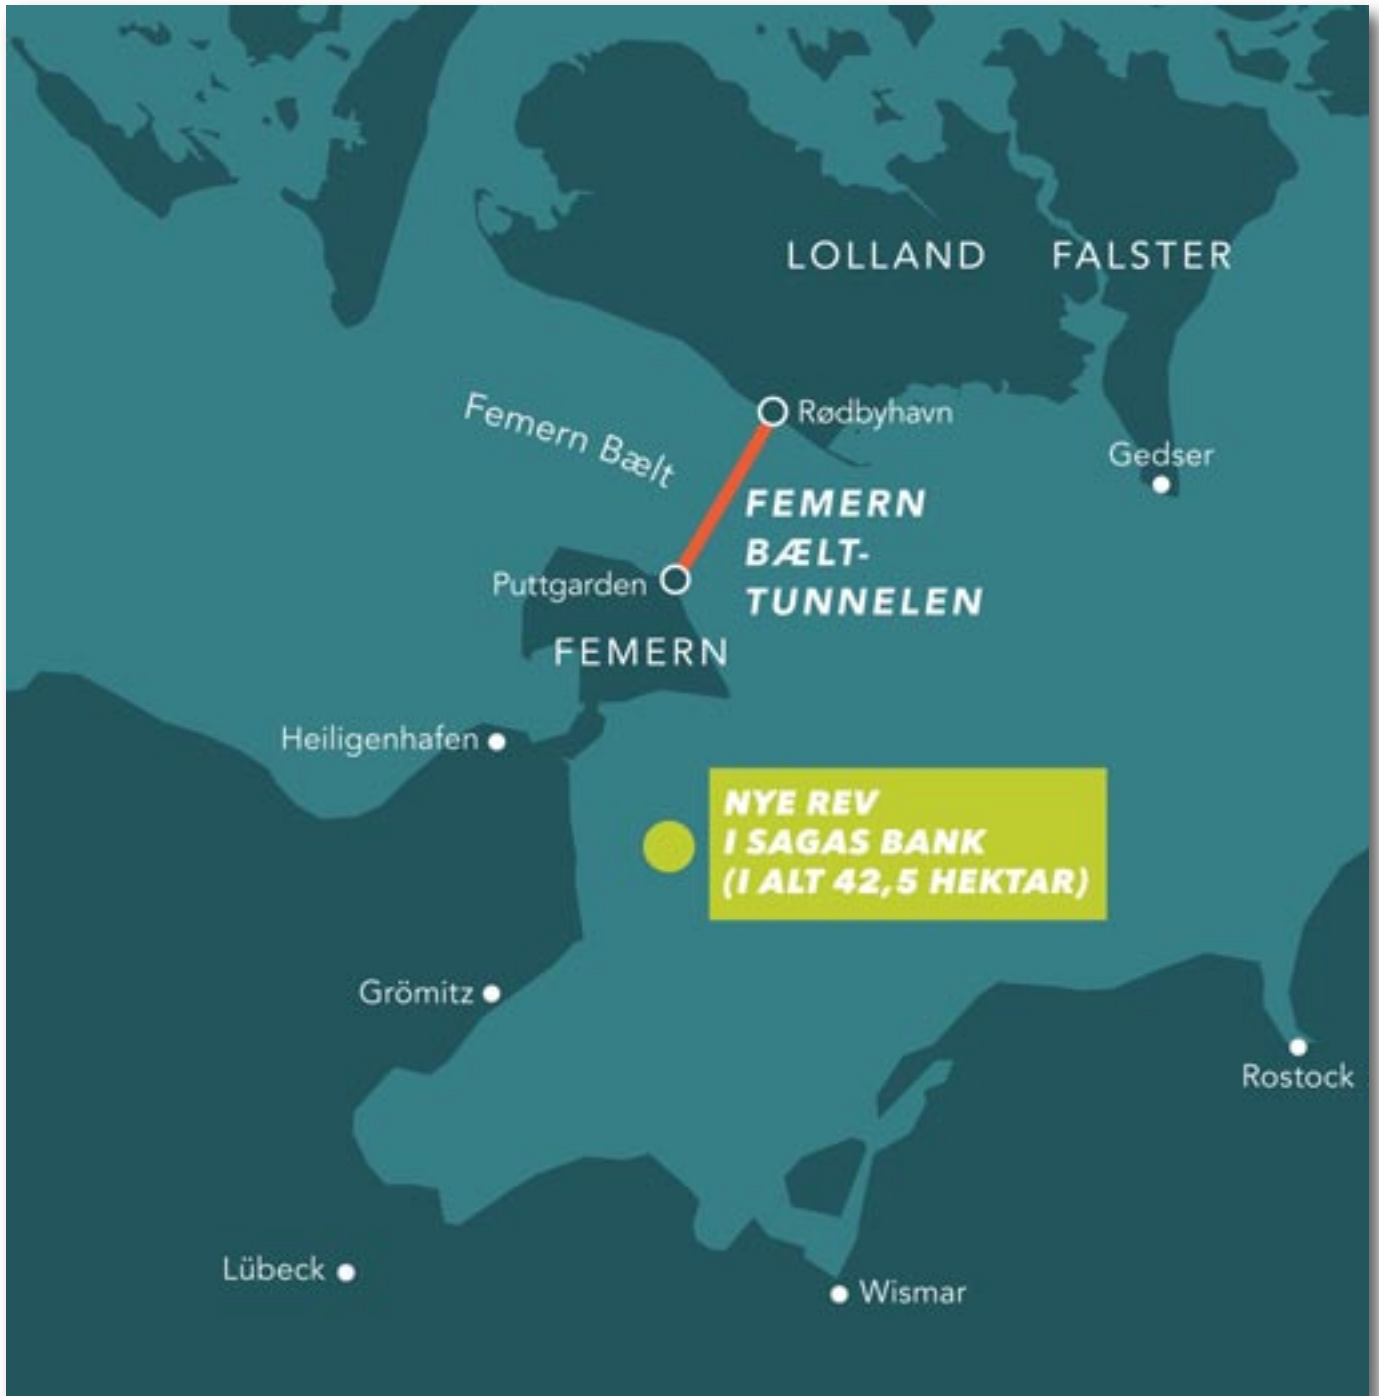 LOLLAND
FALSTER
Femern Bælt
Rødbyhavn
Gedser
FEMERN
BÆLT-
TUNNELEN
Puttgarden
FEMERN
Heiligenhafen
NYE REV
I SAGAS BANK
(I ALT 42,5 HEKTAR)
Grömitz
Rostock
Lübeck
Wismar